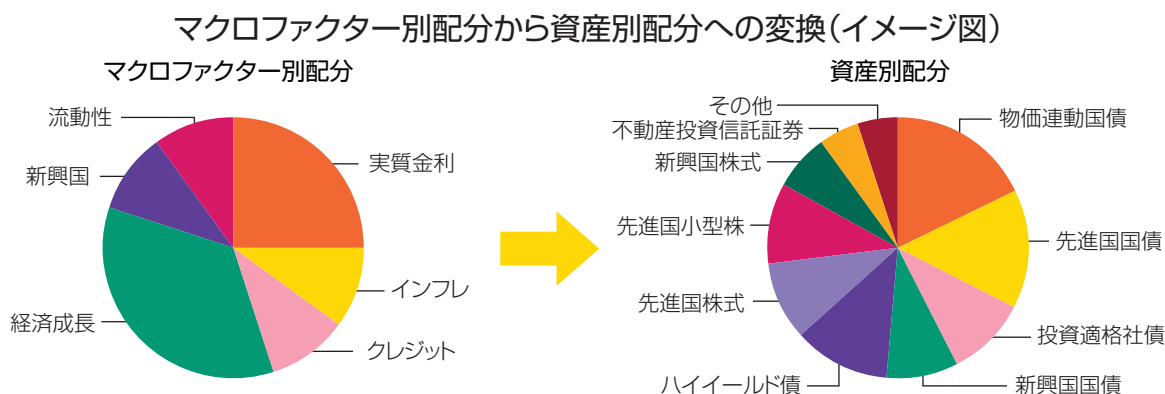 マクロファクター別配分から資産別配分への変換（イメージ図）
マクロファクター別配分
流動性
新興国
経済成長
実質金利
インフレ
クレジット
資産別配分
その他
不動産投資信託証券
新興国株式
先進国小型株
先進国株式
ハイイールド債
物価連動国債
先進国国債
投資適格社債
新興国国債